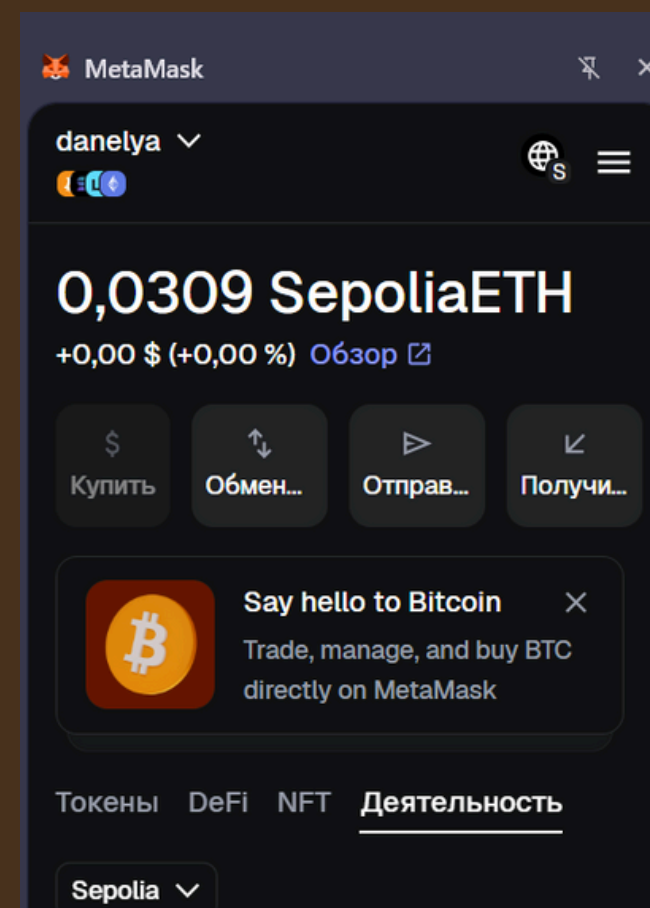 MetaMask
danelya
S
0,0309 SepoliaETH
+0,00 $ (+0,00 %) Обзор
$
Купить Обмен... Отправ... Получи...
Say hello to Bitcoin
Trade, manage, and buy BTC
directly on MetaMask
Токены DeFi NFT Деятельность
Sepolia